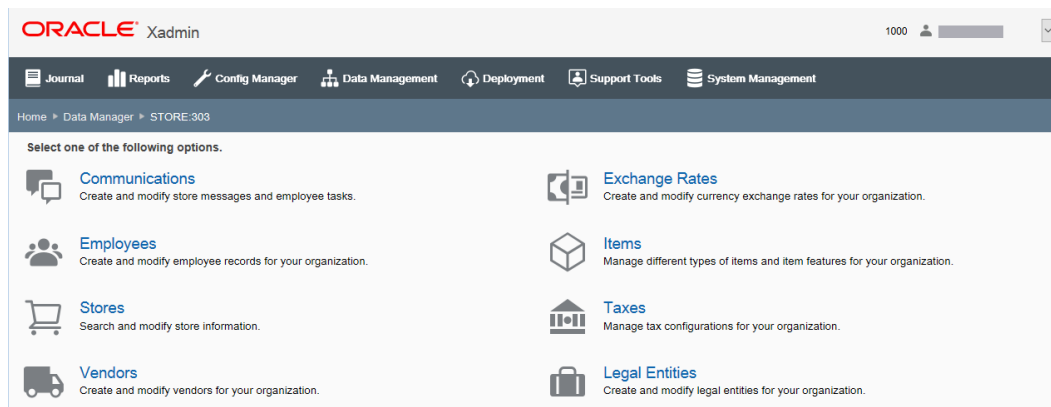 ORACLE® Xadmin
1000
Journal Reports Config Manager Data Management Deployment Support Tools System Management
Home ▸ Data Manager ▸ STORE:303
Select one of the following options.
Communications
Create and modify store messages and employee tasks.
Exchange Rates
Create and modify currency exchange rates for your organization.
Employees
Create and modify employee records for your organization.
Items
Manage different types of items and item features for your organization.
Stores
Search and modify store information.
Taxes
Manage tax configurations for your organization.
Vendors
Create and modify vendors for your organization.
Legal Entities
Create and modify legal entities for your organization.